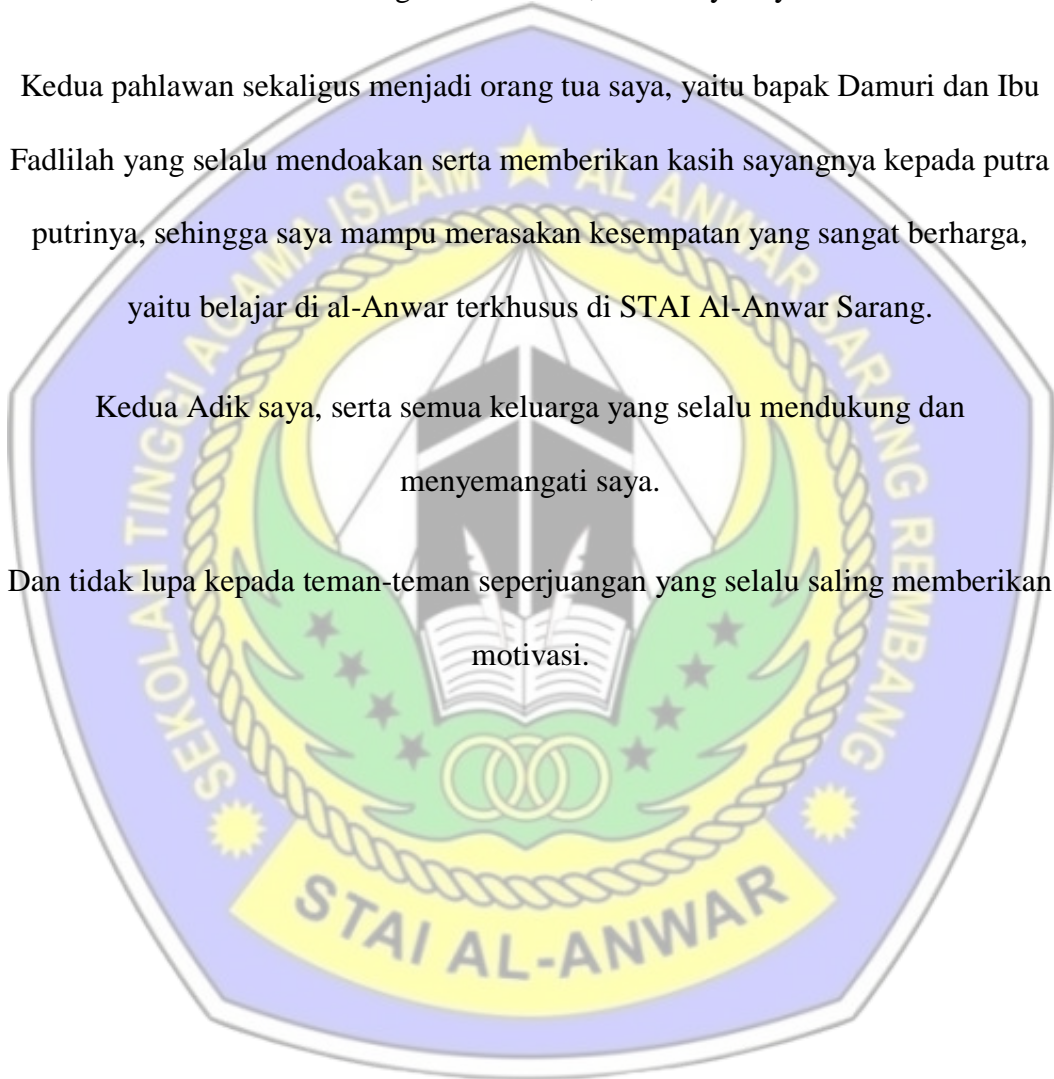 Kedua pahlawan sekaligus menjadi orang tua saya, yaitu bapak Damuri dan Ibu
Fadlilah yang selalu mendoakan serta memberikan kasih sayangnya kepada putra
putrinya, sehingga saya mampu merasakan kesempatan yang sangat berharga,
yaitu belajar di al-Anwar terkhusus di STAI Al-Anwar Sarang.
Kedua Adik saya, serta semua keluarga yang selalu mendukung dan
menyemangati saya.
Dan tidak lupa kepada teman-teman seperjuangan yang selalu saling memberikan
motivasi.
SEKOLAH TINGGI AGAMA ISLAM AL ANWAR SARANG REMBANG
STAI AL-ANWAR